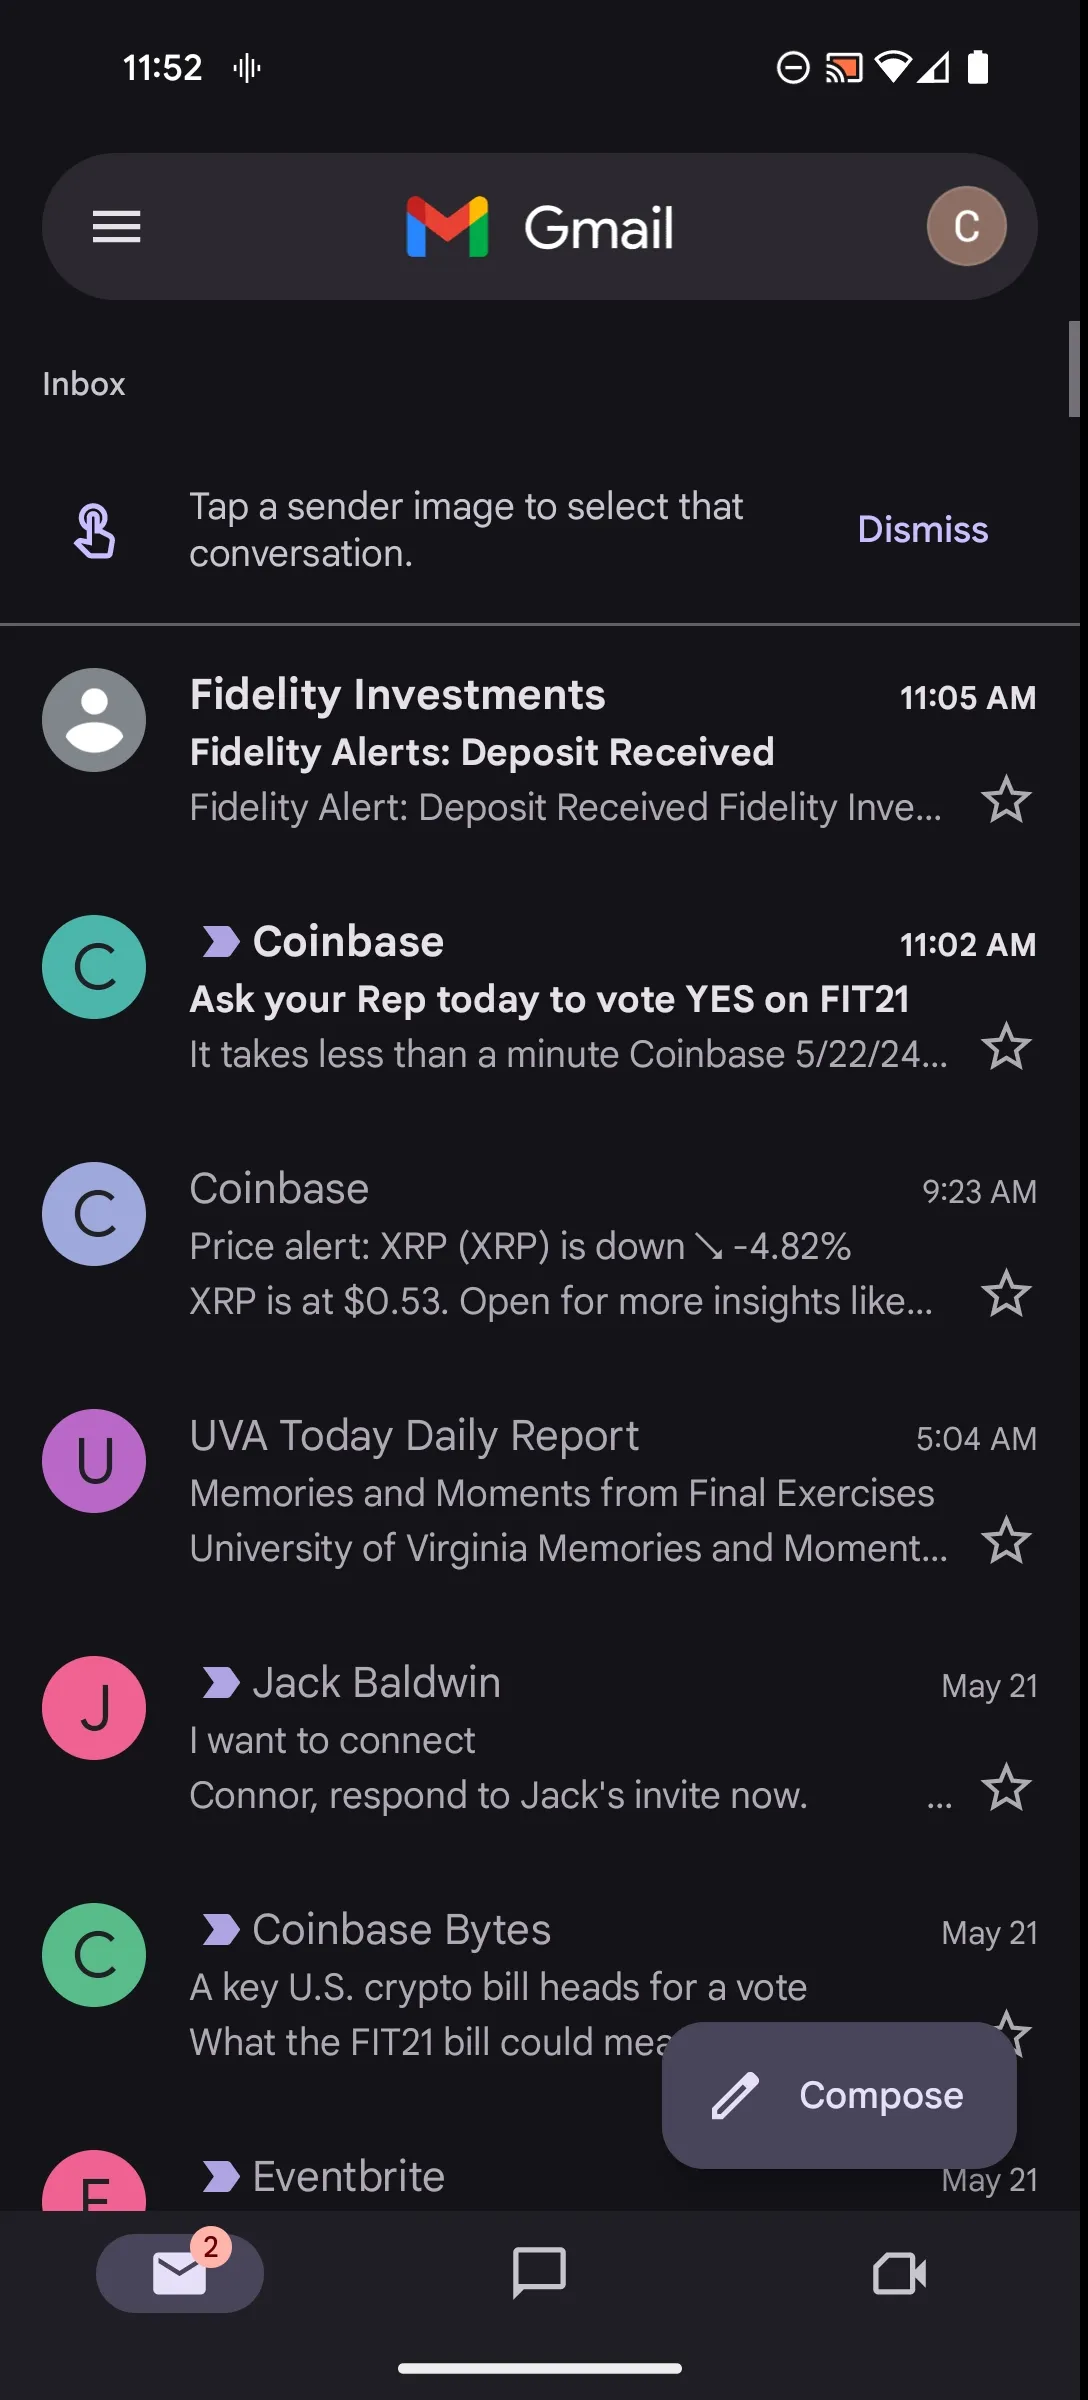 11:52
Gmail
C
Inbox
Tap a sender image to select that
conversation.
Dismiss
Fidelity Investments
11:05 AM
Fidelity Alerts: Deposit Received
Fidelity Alert: Deposit Received Fidelity Inve...
C
Coinbase
11:02 AM
Ask your Rep today to vote YES on FIT21
It takes less than a minute Coinbase 5/22/24...
C
Coinbase
9:23 AM
Price alert: XRP (XRP) is down ↘ -4.82%
XRP is at $0.53. Open for more insights like...
U
UVA Today Daily Report
5:04 AM
Memories and Moments from Final Exercises
University of Virginia Memories and Moment...
J
Jack Baldwin
May 21
I want to connect
Connor, respond to Jack's invite now. ...
C
Coinbase Bytes
May 21
A key U.S. crypto bill heads for a vote
What the FIT21 bill could
Compose
E
Eventbrite
May 21
2